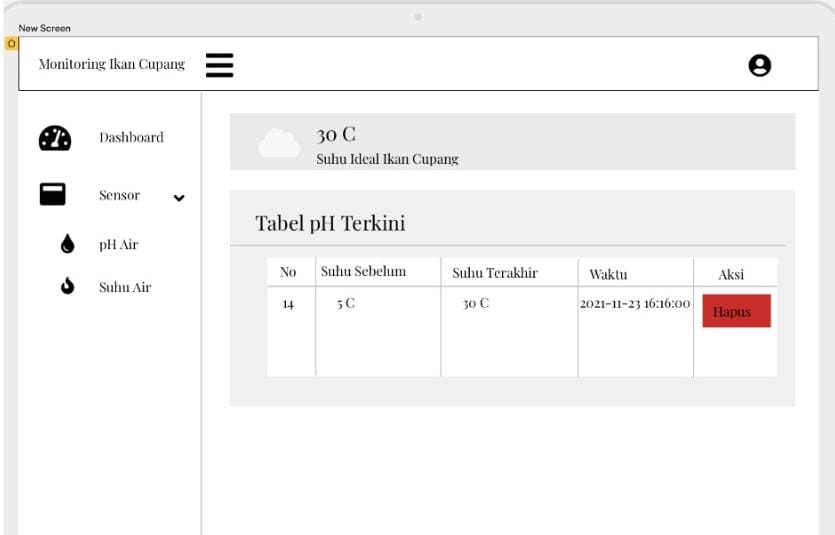 New Screen
Monitoring Ikan Cupang
Dashboard
Sensor
pH Air
Suhu Air
30 C
Suhu Ideal Ikan Cupang
Tabel pH Terkini
No Suhu Sebelum Suhu Terakhir Waktu Aksi
14 5 C 30 C 2021-11-23 16:16:00 Hapus